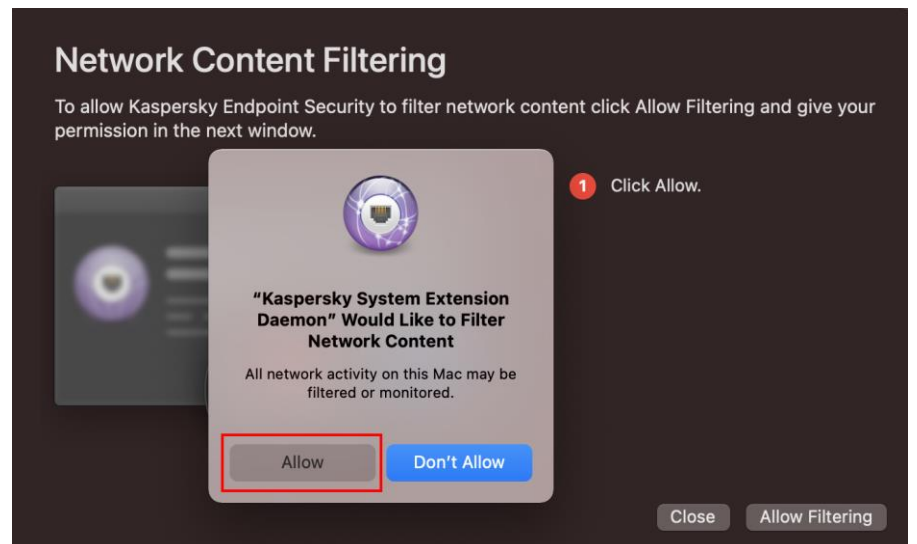 Network Content Filtering
To allow Kaspersky Endpoint Security to filter network content click Allow Filtering and give your
permission in the next window.
1 Click Allow.
“Kaspersky System Extension
Daemon” Would Like to Filter
Network Content
All network activity on this Mac may be
filtered or monitored.
Allow Don’t Allow
Close Allow Filtering